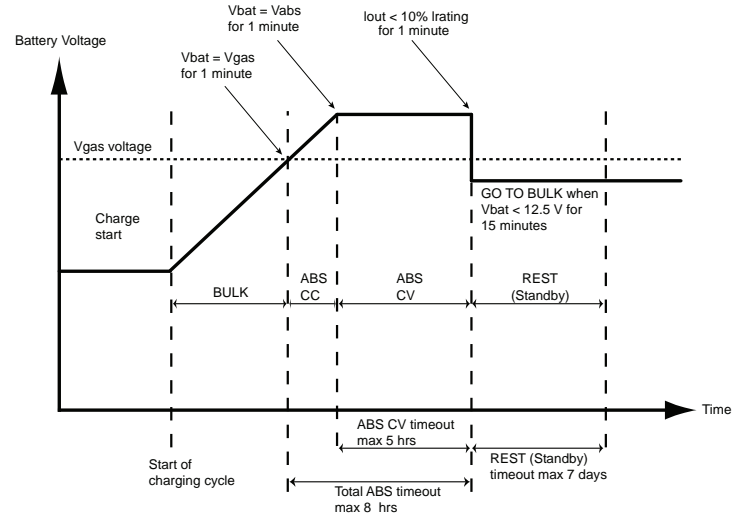 Vbat = Vabs
for 1 minute
Iout < 10% Irating
for 1 minute
Battery Voltage
Vbat = Vgas
for 1 minute
Vgas voltage
GO TO BULK when
Vbat < 12.5 V for
15 minutes
Charge
start
BULK
ABS
CC
ABS
CV
REST
(Standby)
Time
ABS CV timeout
max 5 hrs
Start of
charging cycle
REST (Standby)
timeout max 7 days
Total ABS timeout
max 8 hrs